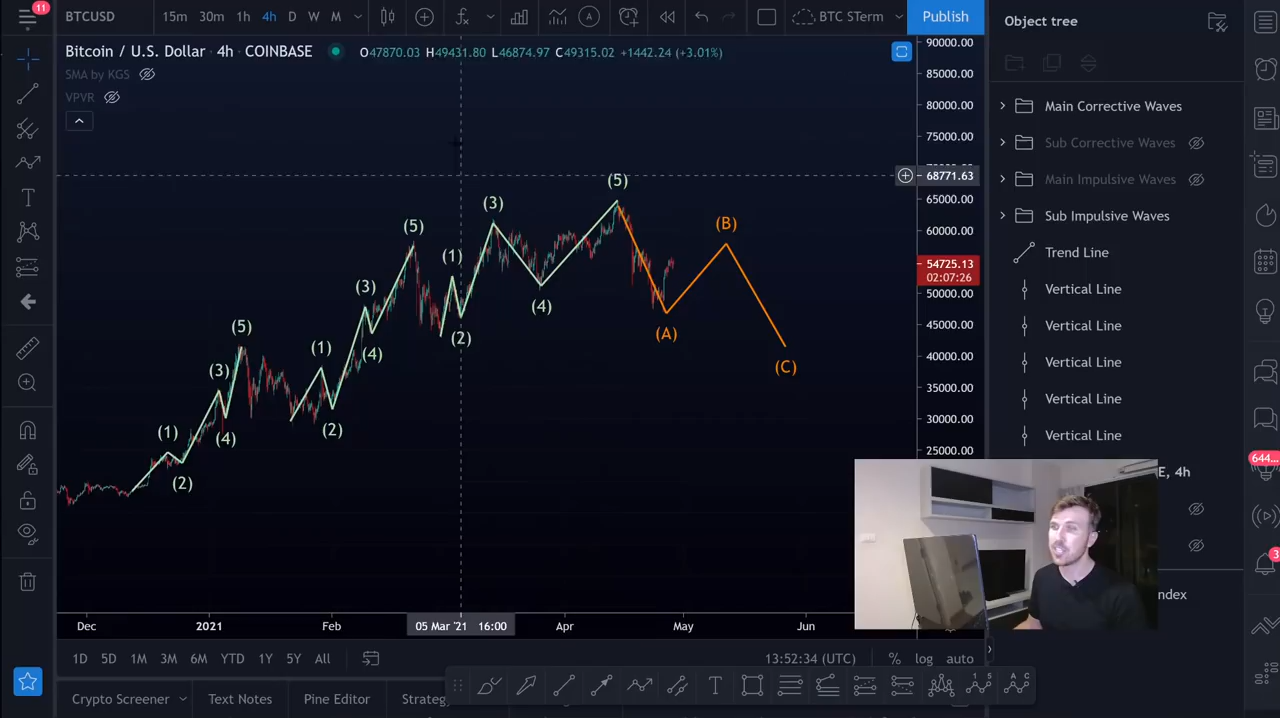 11
BTCUSD
15m 30m 1h 4h D W M
BTC STerm
Publish
Object tree
Bitcoin / U.S. Dollar · 4h · COINBASE
O47870.03 H49431.80 L46874.97 C49315.02 +1442.24 (+3.01%)
SMA by KGS
VPVR
90000.00
85000.00
80000.00
75000.00
68771.63
65000.00
60000.00
54725.13
02:07:26
50000.00
45000.00
40000.00
35000.00
30000.00
25000.00
Main Corrective Waves
Sub Corrective Waves
Main Impulsive Waves
Sub Impulsive Waves
Trend Line
Vertical Line
Vertical Line
Vertical Line
Vertical Line
Vertical Line
E, 4h
ndex
644...
3
(1)
(2)
(3)
(4)
(5)
(1)
(2)
(3)
(4)
(5)
(1)
(2)
(3)
(4)
(5)
(A)
(B)
(C)
Dec 2021 Feb 05 Mar '21 16:00 Apr May Jun
1D 5D 1M 3M 6M YTD 1Y 5Y All
13:52:34 (UTC) % log auto
Crypto Screener Text Notes Pine Editor Strateg